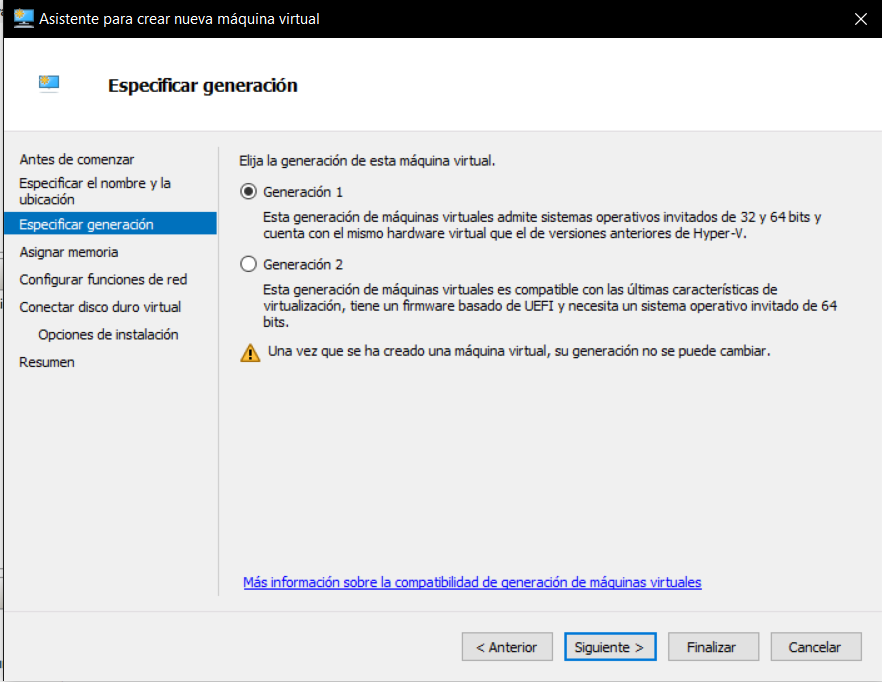 Asistente para crear nueva máquina virtual
Especificar generación
Antes de comenzar
Especificar el nombre y la
ubicación
Especificar generación
Asignar memoria
Configurar funciones de red
Conectar disco duro virtual
Opciones de instalación
Resumen
Elija la generación de esta máquina virtual.
Generación 1
Esta generación de máquinas virtuales admite sistemas operativos invitados de 32 y 64 bits y
cuenta con el mismo hardware virtual que el de versiones anteriores de Hyper-V.
Generación 2
Esta generación de máquinas virtuales es compatible con las últimas características de
virtualización, tiene un firmware basado de UEFI y necesita un sistema operativo invitado de 64
bits.
Una vez que se ha creado una máquina virtual, su generación no se puede cambiar.
Más información sobre la compatibilidad de generación de máquinas virtuales
< Anterior
Siguiente >
Finalizar
Cancelar